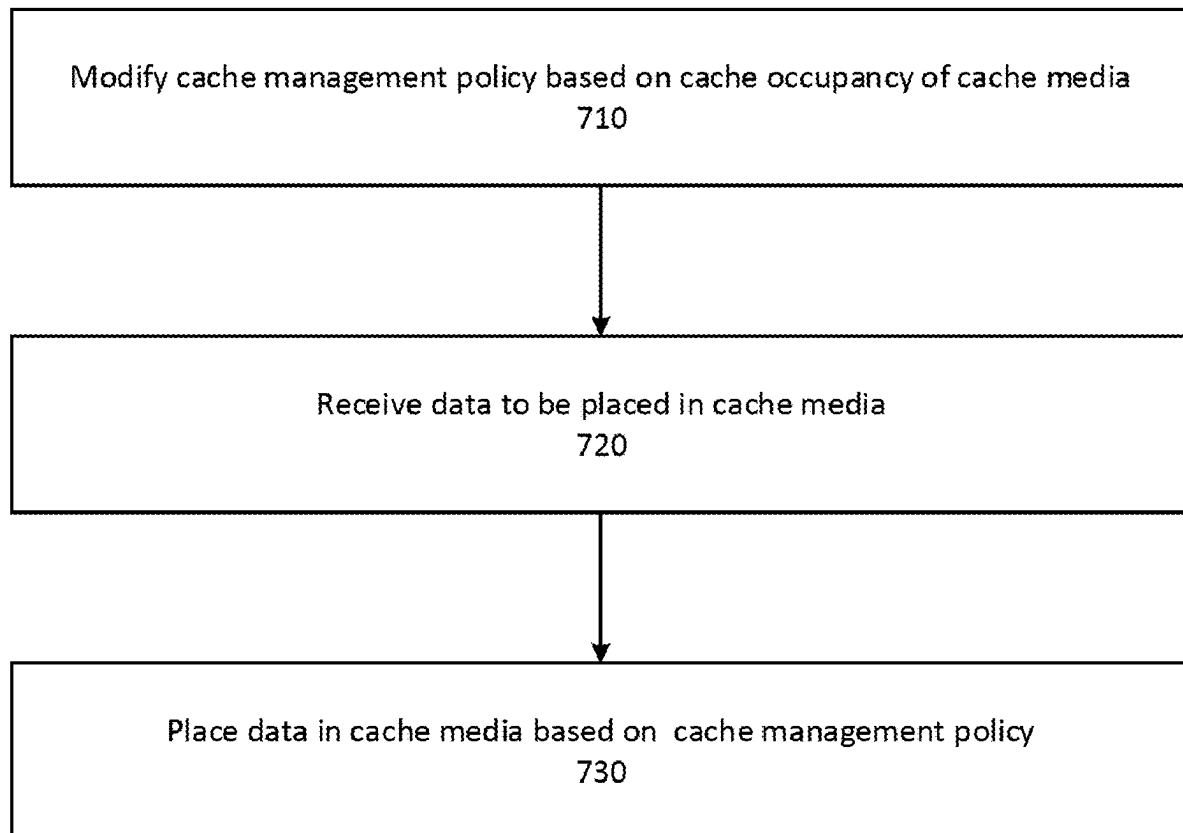 Modify cache management policy based on cache occupancy of cache media
710
Receive data to be placed in cache media
720
Place data in cache media based on cache management policy
730